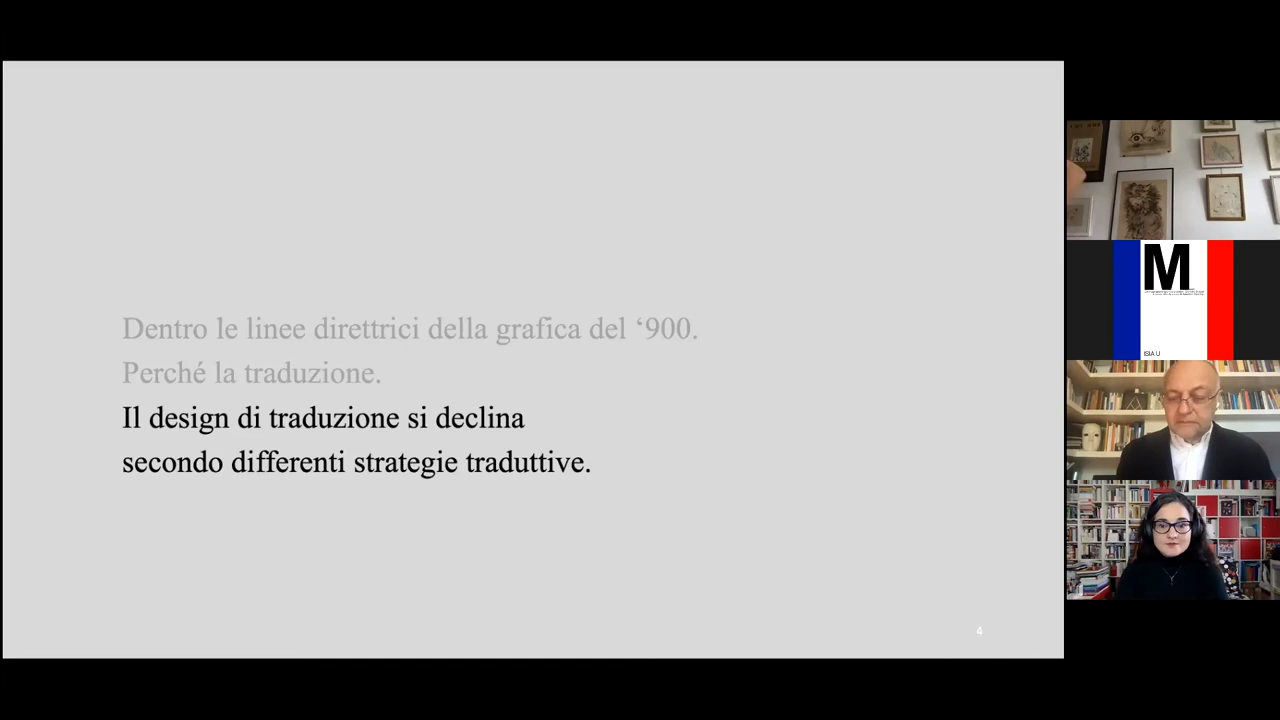 Dentro le linee direttrici della grafica del ‘900.
Perché la traduzione.
Il design di traduzione si declina
secondo differenti strategie traduttive.
4
M
ISIA U